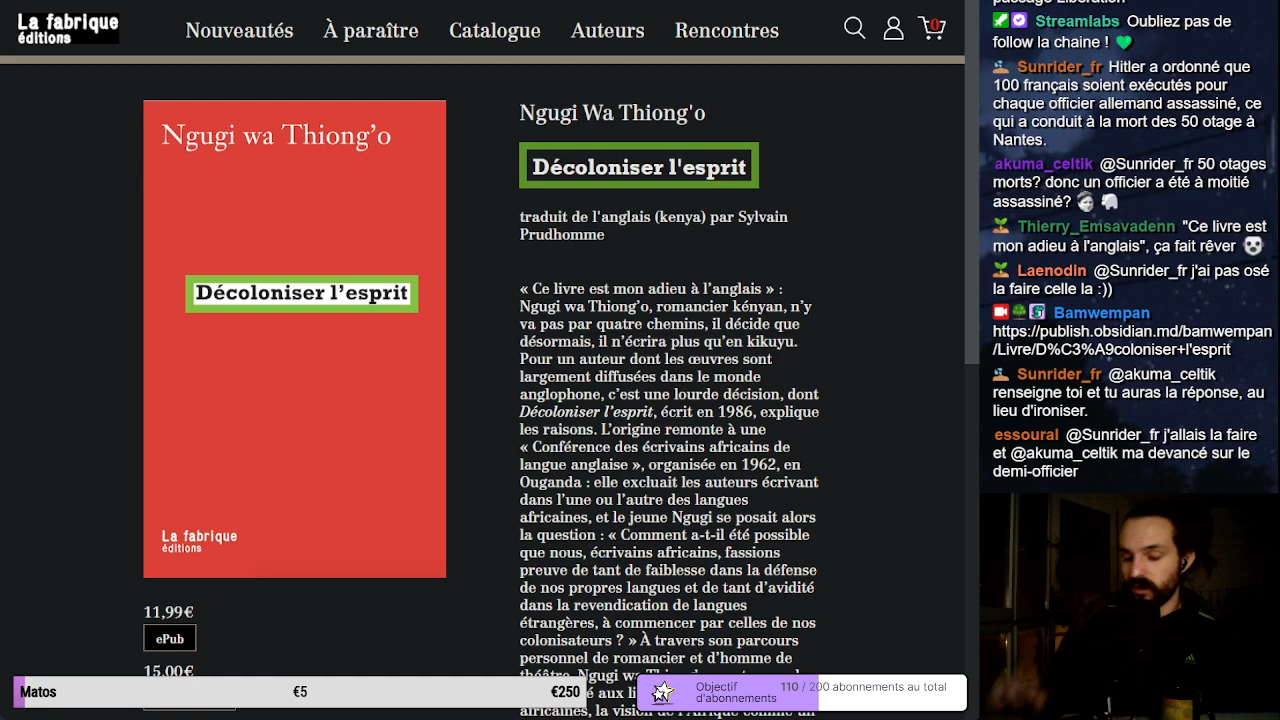 La fabrique
éditions
Nouveautés À paraître Catalogue Auteurs Rencontres
0
Ngugi wa Thiong’o
Décoloniser l’esprit
La fabrique
éditions
11,99€
ePub
15,00€
Ngugi Wa Thiong'o
Décoloniser l'esprit
traduit de l'anglais (kenya) par Sylvain
Prudhomme
« Ce livre est mon adieu à l’anglais » :
Ngugi wa Thiong’o, romancier kényan, n’y
va pas par quatre chemins, il décide que
désormais, il n’écrira plus qu’en kikuyu.
Pour un auteur dont les œuvres sont
largement diffusées dans le monde
anglophone, c’est une lourde décision, dont
Décoloniser l’esprit, écrit en 1986, explique
les raisons. L’origine remonte à une
« Conférence des écrivains africains de
langue anglaise », organisée en 1962, en
Ouganda : elle excluait les auteurs écrivant
dans l’une ou l’autre des langues
africaines, et le jeune Ngugi se posait alors
la question : « Comment a-t-il été possible
que nous, écrivains africains, fassions
preuve de tant de faiblesse dans la défense
de nos propres langues et de tant d’avidité
dans la revendication de langues
étrangères, à commencer par celles de nos
colonisateurs ? » À travers son parcours
personnel de romancier et d’homme de
théâtre, Ngugi wa
aux
africaines, la vision de l’Afrique comme un
Matos €5 €250
Objectif
d'abonnements
110 / 200 abonnements au total
passage Libération
Streamlabs Oubliez pas de
follow la chaine !
Sunrider_fr Hitler a ordonné que
100 français soient exécutés pour
chaque officier allemand assassiné, ce
qui a conduit à la mort des 50 otage à
Nantes.
akuma_celtik @Sunrider_fr 50 otages
morts? donc un officier a été à moitié
assassiné?
Thierry_Emsavadenn "Ce livre est
mon adieu à l'anglais", ça fait rêver
Laenodin @Sunrider_fr j'ai pas osé
la faire celle la :))
Bamwempan
https://publish.obsidian.md/bamwempan
/Livre/D%C3%A9coloniser+l'esprit
Sunrider_fr @akuma_celtik
renseigne toi et tu auras la réponse, au
lieu d'ironiser.
essoural @Sunrider_fr j'allais la faire
et @akuma_celtik ma devancé sur le
demi-officier